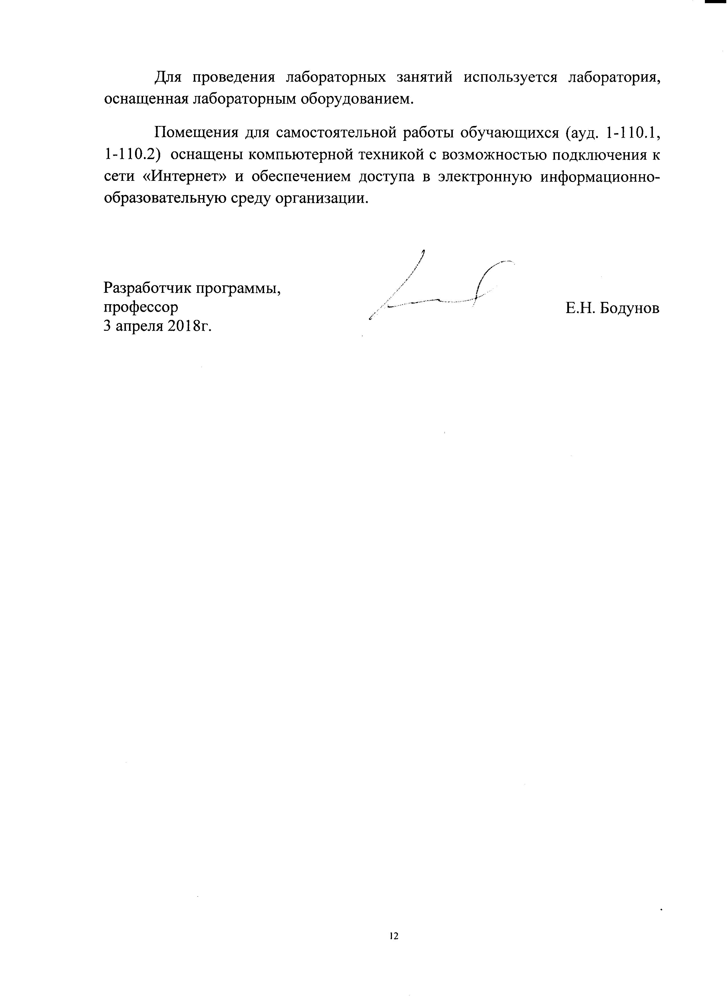 Для проведения лабораторных занятий используется лаборатория,
оснащенная лабораторным оборудованием.
Помещения для самостоятельной работы обучающихся (ауд. 1-110.1,
1-110.2) оснащены компьютерной техникой с возможностью подключения к
сети «Интернет» и обеспечением доступа в электронную информационно-
образовательную среду организации.
Разработчик программы,
профессор
Е.Н. Бодунов
3 апреля 2018г.
12